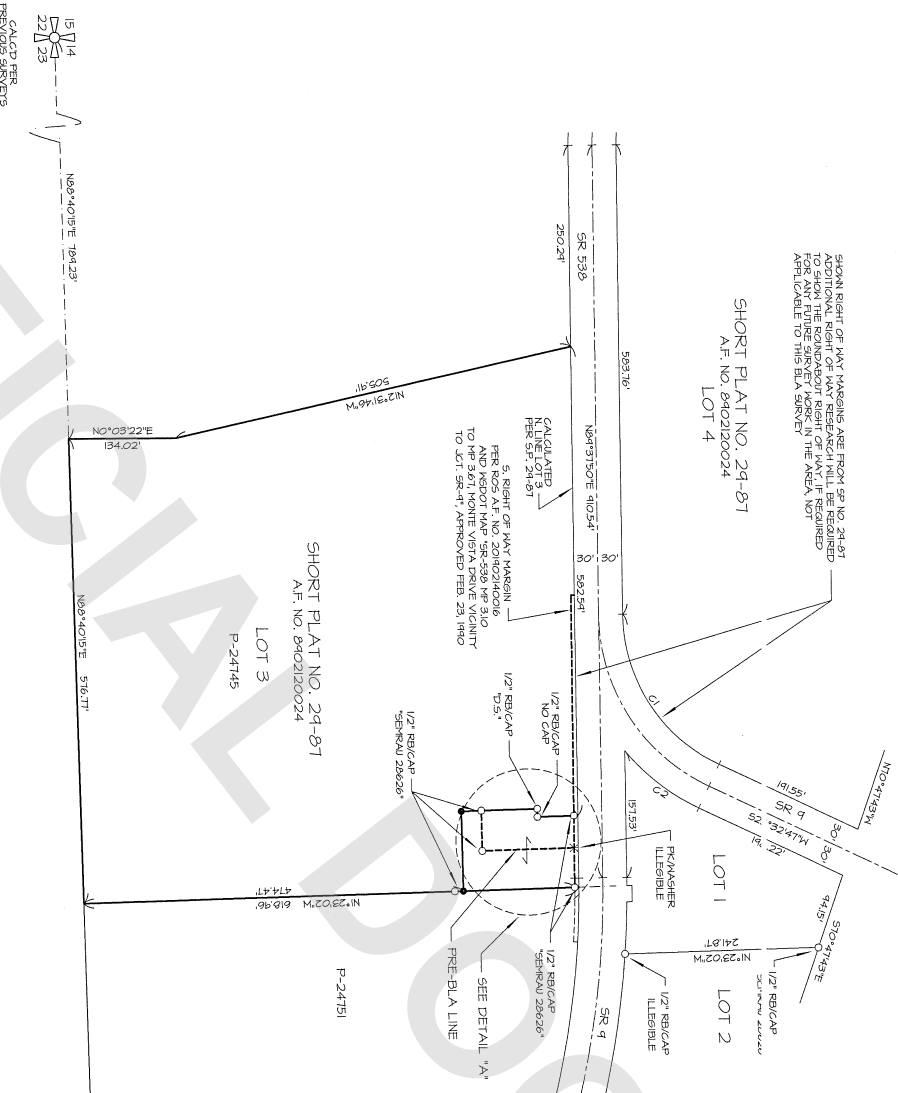 15 14
22 23
CALC'D PER
PREVIOUS SURVEYS
N88°40'15"E 789.23'
SHOWN RIGHT OF WAY MARGINS ARE FROM SP NO. 29-87
ADDITIONAL RIGHT OF WAY RESEARCH WILL BE REQUIRED
TO SHOW THE ROUNDABOUT RIGHT OF WAY, IF REQUIRED
FOR ANY FUTURE SURVEY WORK IN THE AREA, NOT
APPLICABLE TO THIS BLA SURVEY
SHORT PLAT NO. 29-87
A.F. NO. 8902120024
LOT 4
583.76'
SR 538
250.29'
N89°37'50"E 910.54'
30' 30'
582.59'
CALCULATED
N. LINE LOT 3
PER S.P. 29-87
S. RIGHT OF WAY MARGIN
PER ROS A.F. NO. 201902140016
AND WSDOT MAP "SR-538 MP 3.10
TO MP 3.67, MONTE VISTA DRIVE VICINITY
TO JCT. SR-9", APPROVED FEB. 23, 1990
N12°31'46"W
505.91'
N0°03'22"E
134.02'
SHORT PLAT NO. 29-87
A.F. NO. 8902120024
LOT 3
P-24745
N88°40'15"E 576.77'
C1
191.55'
N70°47'43"W
30' 30'
SR 9
C2
LOT 1
94.15'
S70°47'43"E
1/2" RB/CAP
241.87'
N1°23'02"W
LOT 2
1/2" RB/CAP
ILLEGIBLE
157.53'
PK/WASHER
ILLEGIBLE
1/2" RB/CAP
NO CAP
1/2" RB/CAP
"D.S."
1/2" RB/CAP
"SEMRAU 28626"
1/2" RB/CAP
"SEMRAU 28626"
SR 9
SEE DETAIL "A"
PRE-BLA LINE
N1°23'02"W 618.96'
474.47'
P-24751